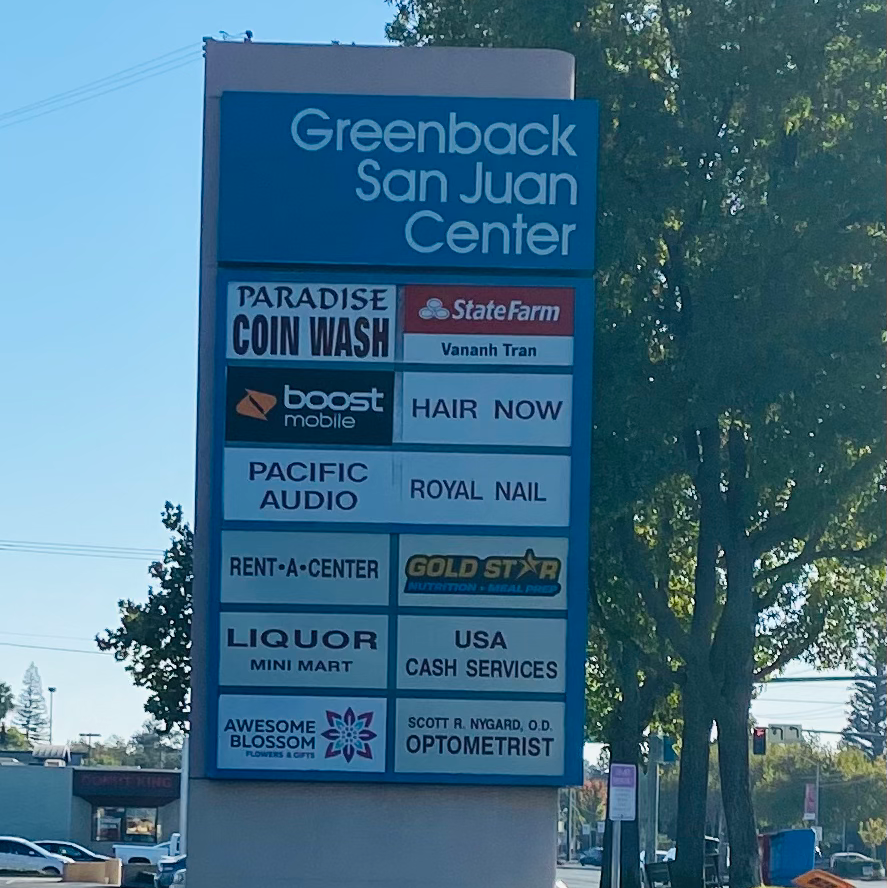 Greenback
San Juan
Center
PARADISE
COIN WASH
StateFarm
Vananh Tran
boost
mobile
HAIR NOW
PACIFIC
AUDIO
ROYAL NAIL
RENT•A•CENTER
GOLD STAR
NUTRITION • MEAL PREP
LIQUOR
MINI MART
USA
CASH SERVICES
AWESOME
BLOSSOM
FLOWERS & GIFTS
SCOTT R. NYGARD, O.D.
OPTOMETRIST
DONUT KING